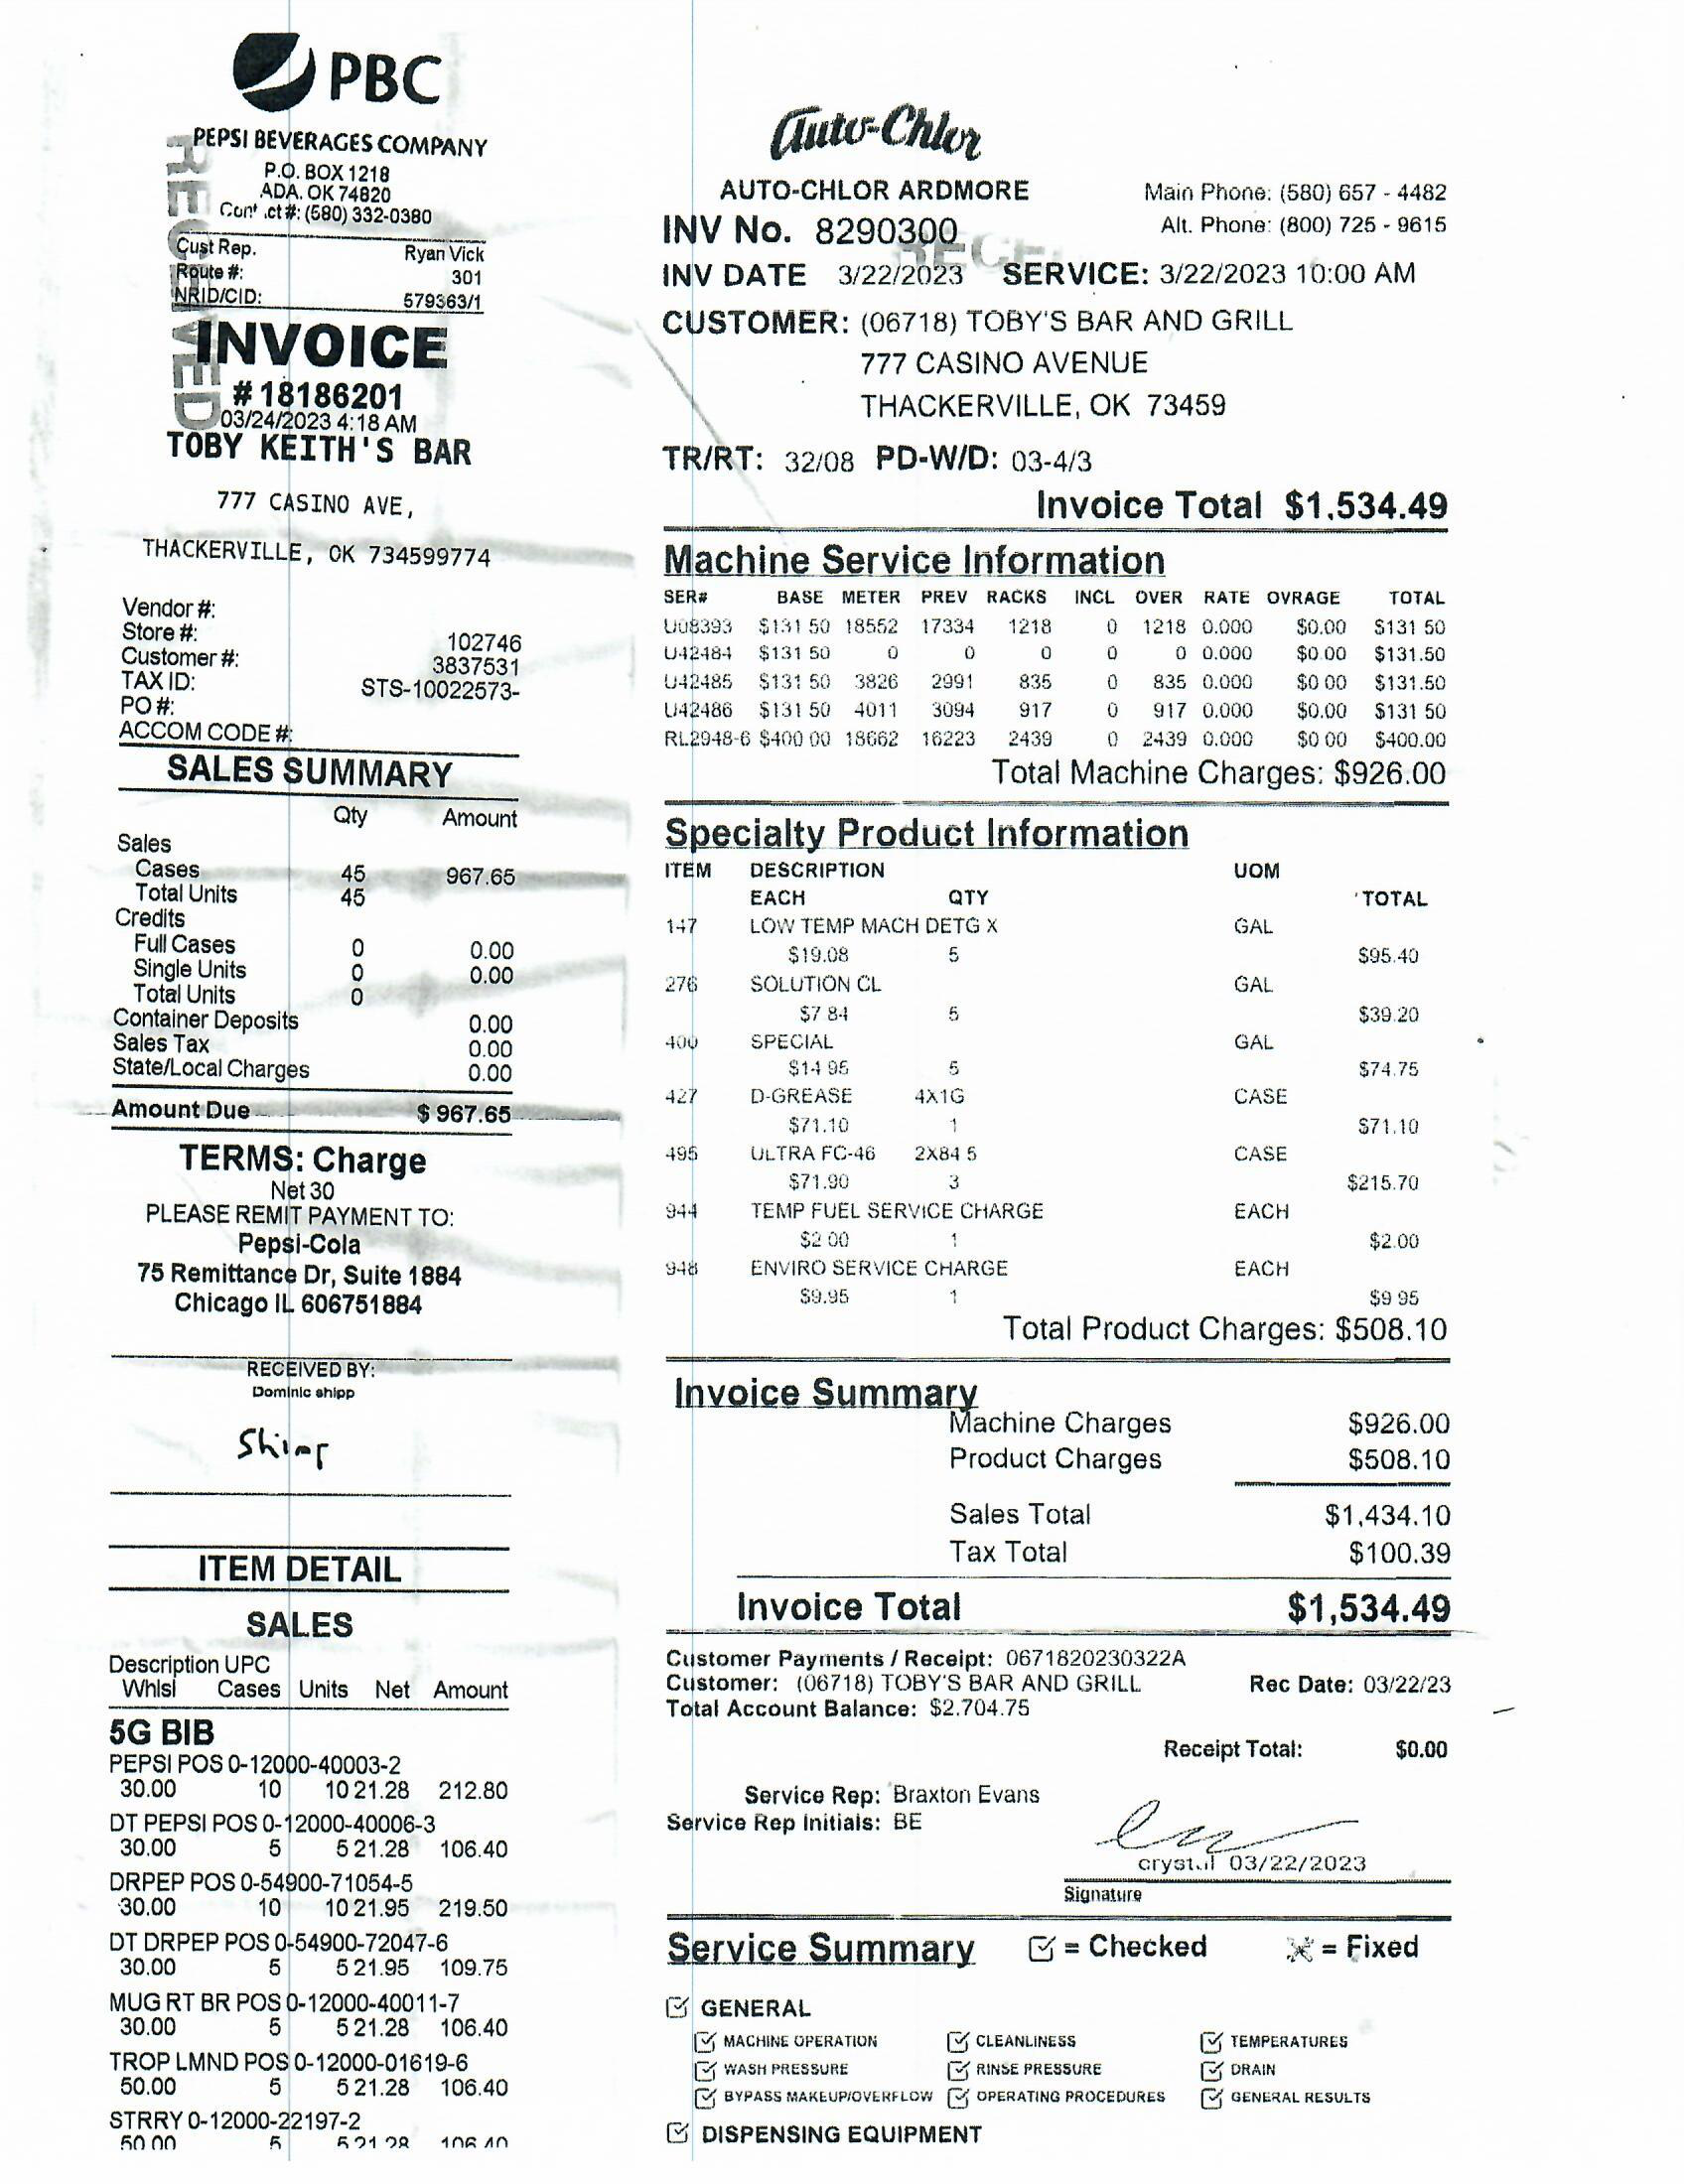 PBC
PEPSI BEVERAGES COMPANY
P.O. BOX 1218
ADA. OK 74820
Cont .ct #: (580) 332-0380
RECEIVED
Cust Rep. Ryan Vick
Route #: 301
NRID/CID: 579363/1
INVOICE
# 18186201
03/24/2023 4:18 AM
TOBY KEITH'S BAR
777 CASINO AVE,
THACKERVILLE, OK 734599774
Vendor #:
Store #: 102746
Customer #: 3837531
TAX ID: STS-10022573-
PO #:
ACCOM CODE #:
SALES SUMMARY
Qty Amount
Sales
Cases 45 967.65
Total Units 45
Credits
Full Cases 0 0.00
Single Units 0 0.00
Total Units 0
Container Deposits 0.00
Sales Tax 0.00
State/Local Charges 0.00
Amount Due $ 967.65
TERMS: Charge
Net 30
PLEASE REMIT PAYMENT TO:
Pepsi-Cola
75 Remittance Dr, Suite 1884
Chicago IL 606751884
RECEIVED BY:
Dominic shipp
ITEM DETAIL
SALES
Description UPC
Whlsl Cases Units Net Amount
5G BIB
PEPSI POS 0-12000-40003-2
30.00 10 10 21.28 212.80
DT PEPSI POS 0-12000-40006-3
30.00 5 5 21.28 106.40
DRPEP POS 0-54900-71054-5
30.00 10 10 21.95 219.50
DT DRPEP POS 0-54900-72047-6
30.00 5 5 21.95 109.75
MUG RT BR POS 0-12000-40011-7
30.00 5 5 21.28 106.40
TROP LMND POS 0-12000-01619-6
50.00 5 5 21.28 106.40
STRRY 0-12000-22197-2
50.00 5 5 21.28 106.40
Auto-Chlor
AUTO-CHLOR ARDMORE Main Phone: (580) 657 - 4482
INV No. 8290300 Alt. Phone: (800) 725 - 9615
INV DATE 3/22/2023 SERVICE: 3/22/2023 10:00 AM
CUSTOMER: (06718) TOBY'S BAR AND GRILL
777 CASINO AVENUE
THACKERVILLE, OK 73459
TR/RT: 32/08 PD-W/D: 03-4/3
Invoice Total $1,534.49
Machine Service Information
SER# BASE METER PREV RACKS INCL OVER RATE OVRAGE TOTAL
U08393 $131 50 18552 17334 1218 0 1218 0.000 $0.00 $131 50
U42484 $131 50 0 0 0 0 0 0.000 $0 00 $131.50
U42485 $131 50 3826 2991 835 0 835 0.000 $0 00 $131.50
U42486 $131 50 4011 3094 917 0 917 0.000 $0.00 $131 50
RL2948-6 $400 00 18662 16223 2439 0 2439 0.000 $0 00 $400.00
Total Machine Charges: $926.00
Specialty Product Information
ITEM DESCRIPTION UOM
EACH QTY TOTAL
147 LOW TEMP MACH DETG X GAL
$19.08 5 $95.40
276 SOLUTION CL GAL
$7 84 5 $39.20
400 SPECIAL GAL
$14 95 5 $74.75
427 D-GREASE 4X1G CASE
$71.10 1 $71.10
495 ULTRA FC-46 2X84 5 CASE
$71.90 3 $215.70
944 TEMP FUEL SERVICE CHARGE EACH
$2 00 1 $2.00
948 ENVIRO SERVICE CHARGE EACH
$9.95 1 $9 95
Total Product Charges: $508.10
Invoice Summary
Machine Charges $926.00
Product Charges $508.10
Sales Total $1,434.10
Tax Total $100.39
Invoice Total $1,534.49
Customer Payments / Receipt: 0671820230322A
Customer: (06718) TOBY'S BAR AND GRILL Rec Date: 03/22/23
Total Account Balance: $2.704.75
Receipt Total: $0.00
Service Rep: Braxton Evans
Service Rep Initials: BE
crystal 03/22/2023
Signature
Service Summary ☑ = Checked = Fixed
☑ GENERAL
☑ MACHINE OPERATION ☑ CLEANLINESS ☑ TEMPERATURES
☑ WASH PRESSURE ☑ RINSE PRESSURE ☑ DRAIN
☑ BYPASS MAKEUP/OVERFLOW ☑ OPERATING PROCEDURES ☑ GENERAL RESULTS
☑ DISPENSING EQUIPMENT